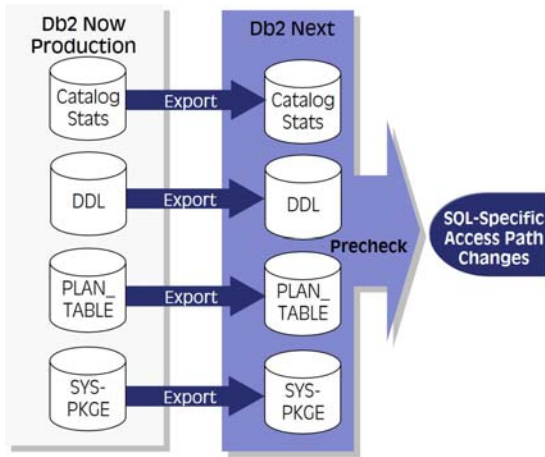 Db2 Now
Production
Db2 Next
Catalog
Stats
Export
Catalog
Stats
DDL
Export
DDL
Precheck
SQL-Specific
Access Path
Changes
PLAN_
TABLE
Export
PLAN_
TABLE
SYS-
PKGE
Export
SYS-
PKGE